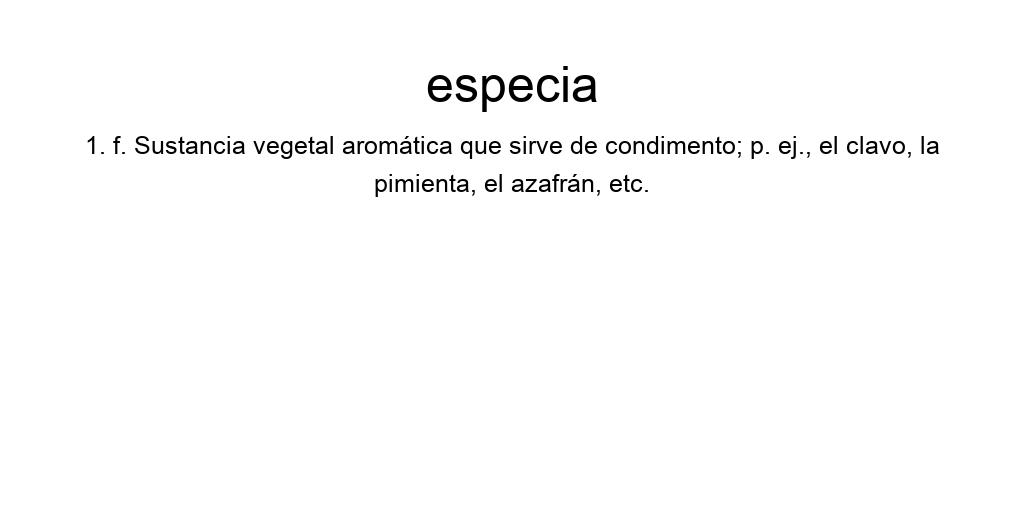 especia
1. f. Sustancia vegetal aromática que sirve de condimento; p. ej., el clavo, la
pimienta, el azafrán, etc.